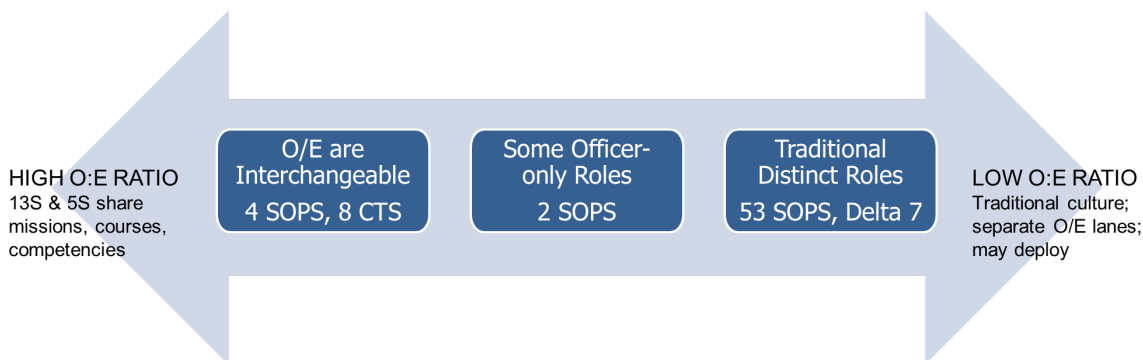 HIGH O:E RATIO
13S & 5S share
missions, courses,
competencies
O/E are
Interchangeable
4 SOPS, 8 CTS
Some Officer-
only Roles
2 SOPS
Traditional
Distinct Roles
53 SOPS, Delta 7
LOW O:E RATIO
Traditional culture;
separate O/E lanes;
may deploy